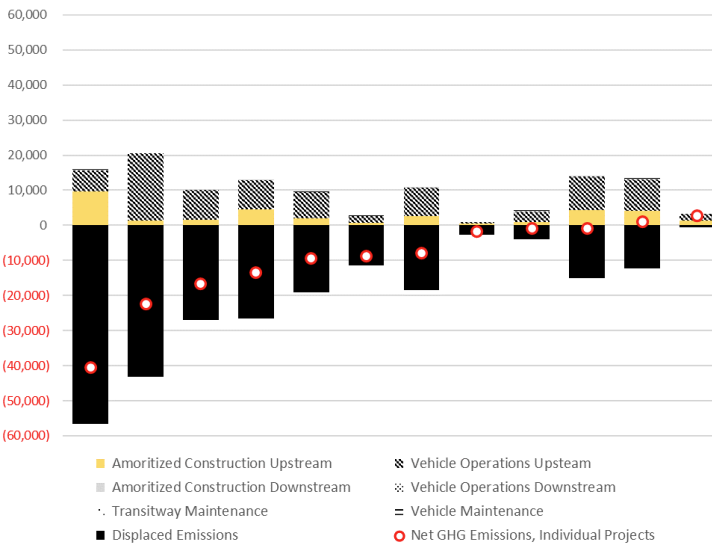 60,000
50,000
40,000
30,000
20,000
10,000
0
(10,000)
(20,000)
(30,000)
(40,000)
(50,000)
(60,000)
Amoritized Construction Upstream
Vehicle Operations Upsteam
Amoritized Construction Downstream
Vehicle Operations Downstream
Transitway Maintenance
Vehicle Maintenance
Displaced Emissions
Net GHG Emissions, Individual Projects